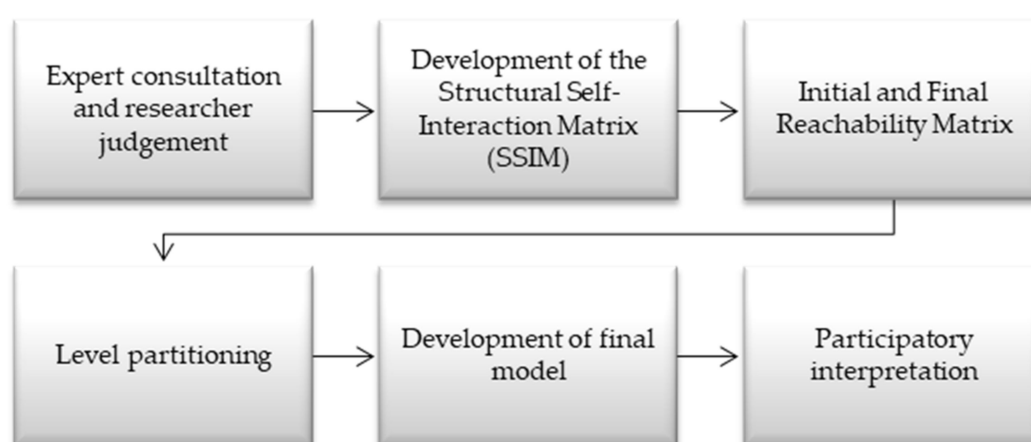 Expert consultation
and researcher
judgement
Development of the
Structural Self-
Interaction Matrix
(SSIM)
Initial and Final
Reachability Matrix
Level partitioning
Development of final
model
Participatory
interpretation